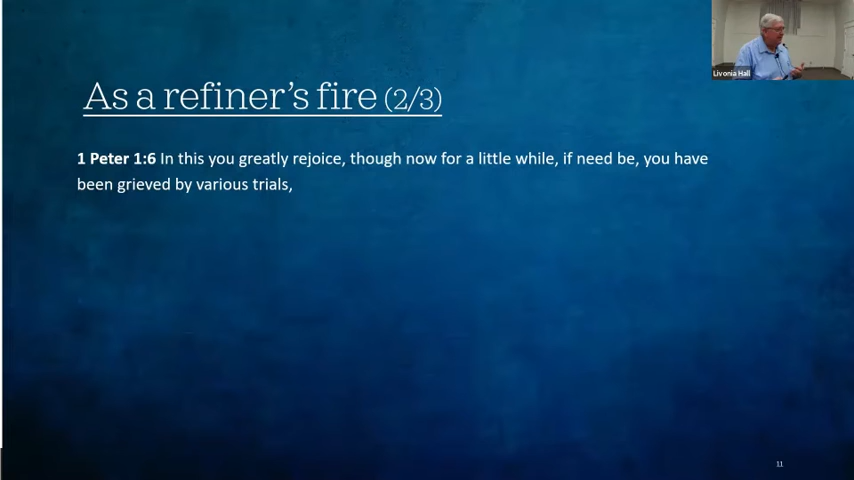 Livonia Hall
As a refiner's fire (2/3)
1 Peter 1:6 In this you greatly rejoice, though now for a little while, if need be, you have
been grieved by various trials,
11